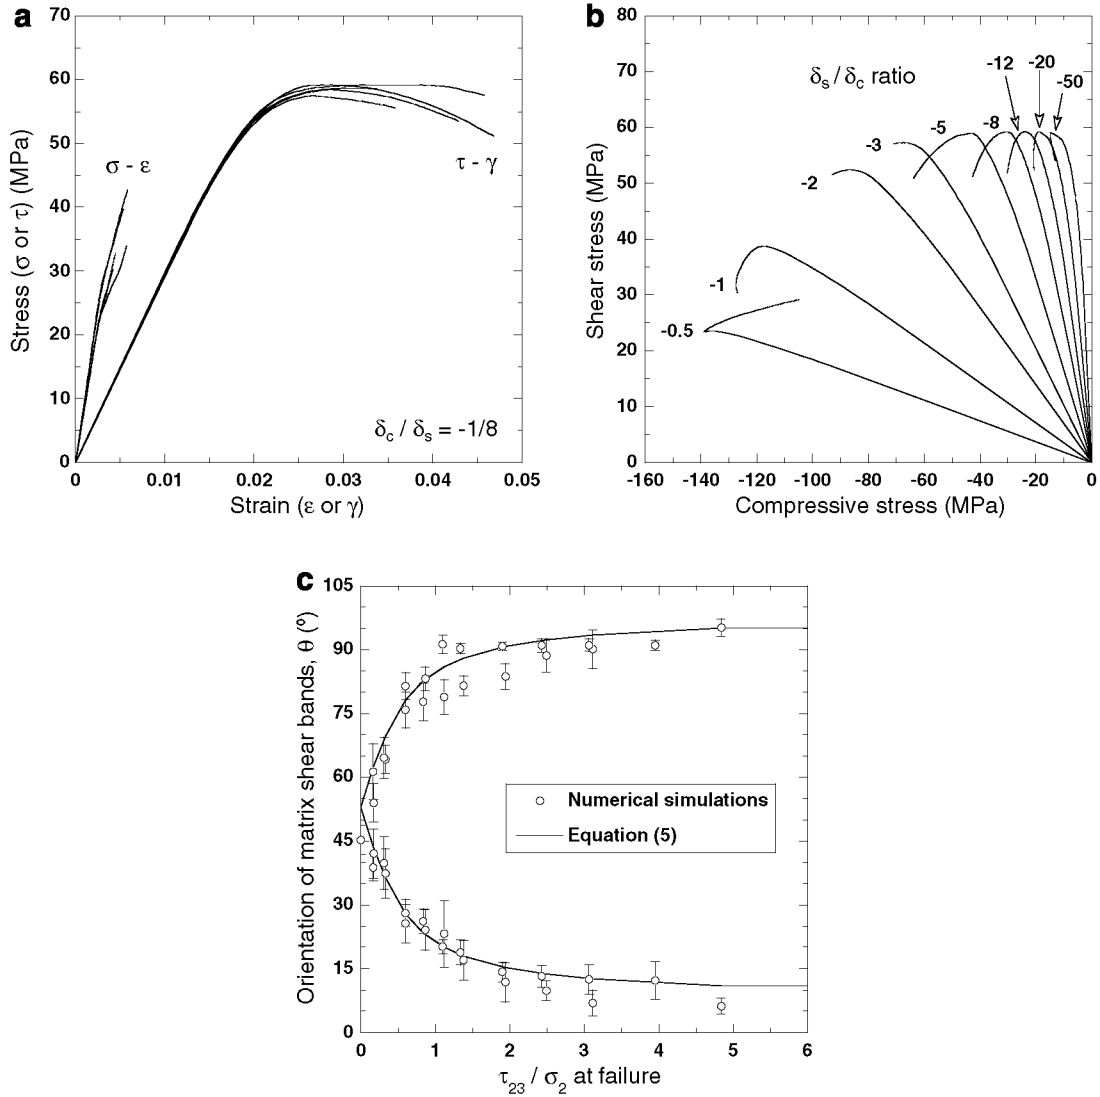 a
Stress (σ or τ) (MPa)
70
60
50
40
30
20
10
0
σ - ε
τ - γ
δc / δs = -1/8
0 0.01 0.02 0.03 0.04 0.05
Strain (ε or γ)
b
Shear stress (MPa)
80
70
60
50
40
30
20
10
0
δs / δc ratio
-12
-20
-50
-8
-5
-3
-2
-1
-0.5
-160 -140 -120 -100 -80 -60 -40 -20 0
Compressive stress (MPa)
c
Orientation of matrix shear bands, θ (º)
105
90
75
60
45
30
15
0
Numerical simulations
Equation (5)
0 1 2 3 4 5 6
τ23 / σ2 at failure